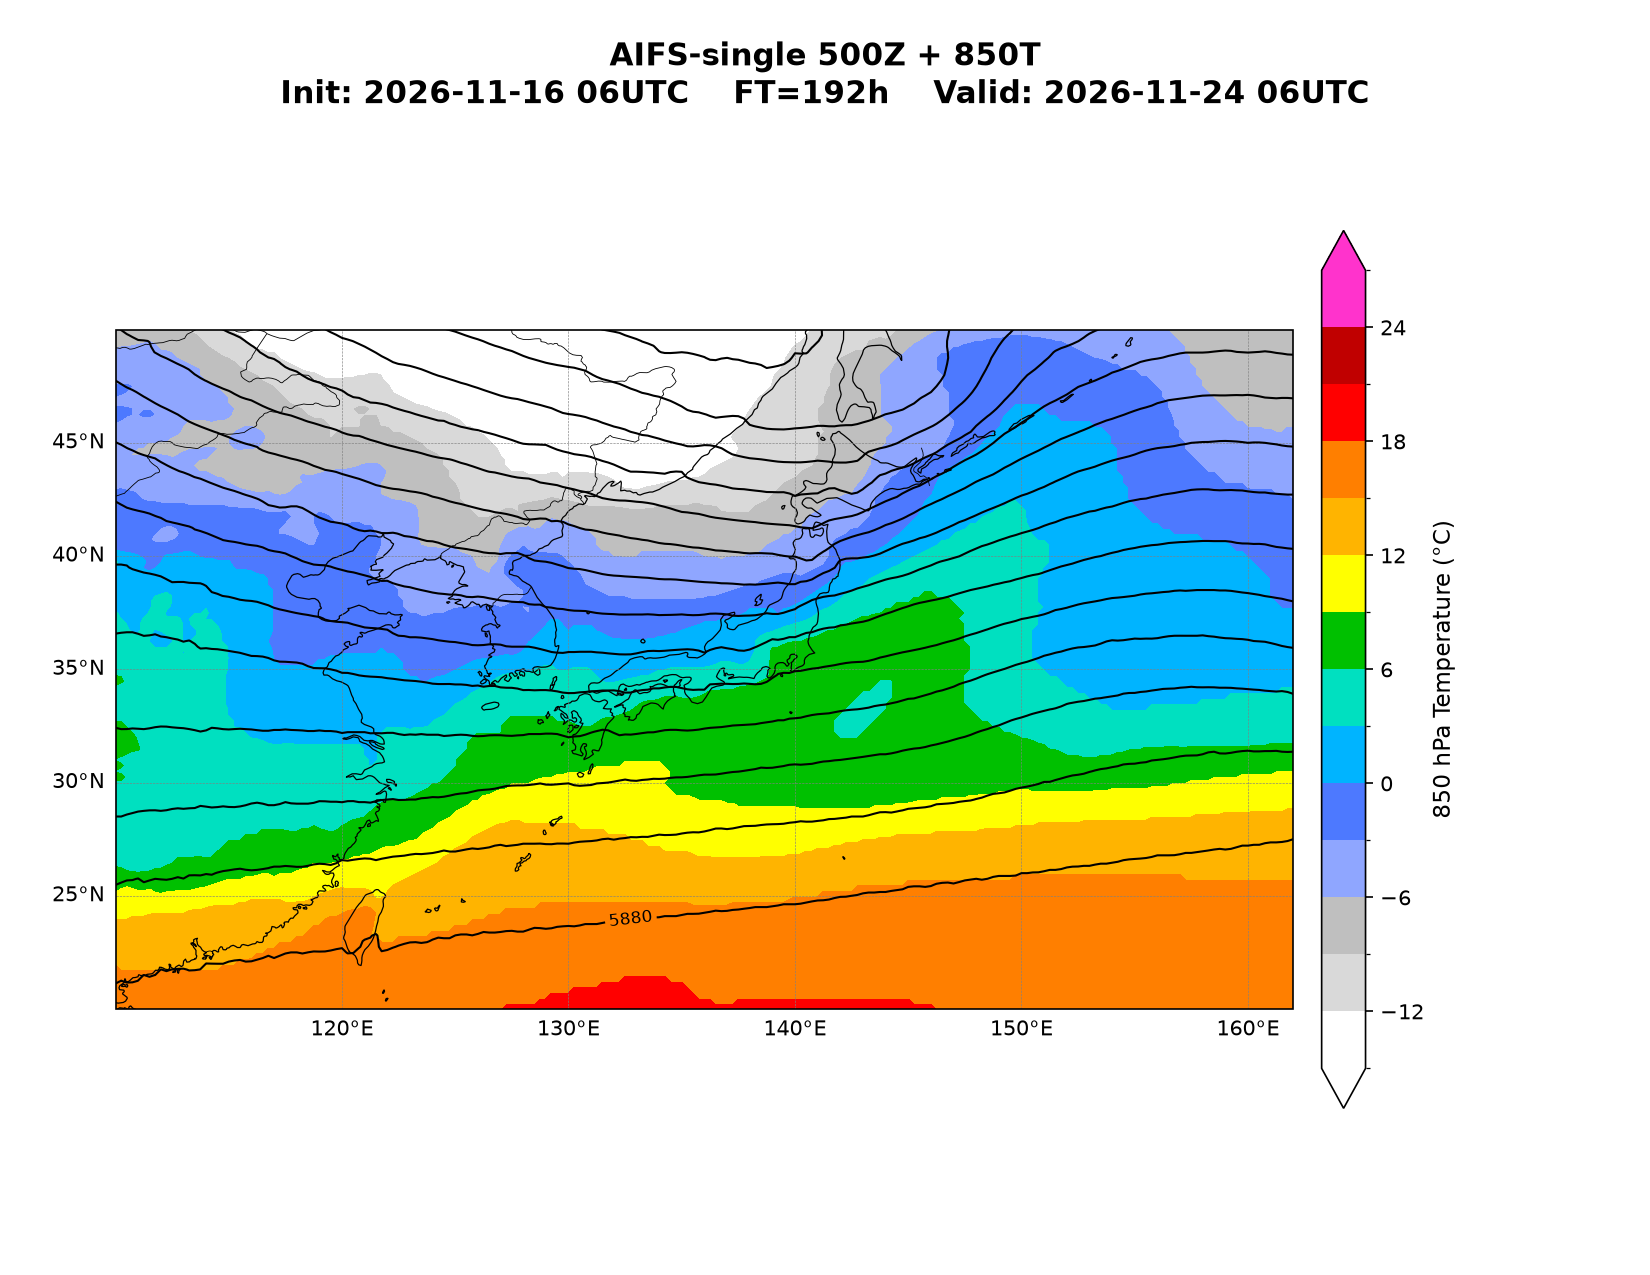 AIFS-single 500Z + 850T
Init: 2026-11-16 06UTC    FT=192h    Valid: 2026-11-24 06UTC
45°N
40°N
35°N
30°N
25°N
5880
120°E
130°E
140°E
150°E
160°E
24
18
12
6
0
−6
−12
850 hPa Temperature (°C)